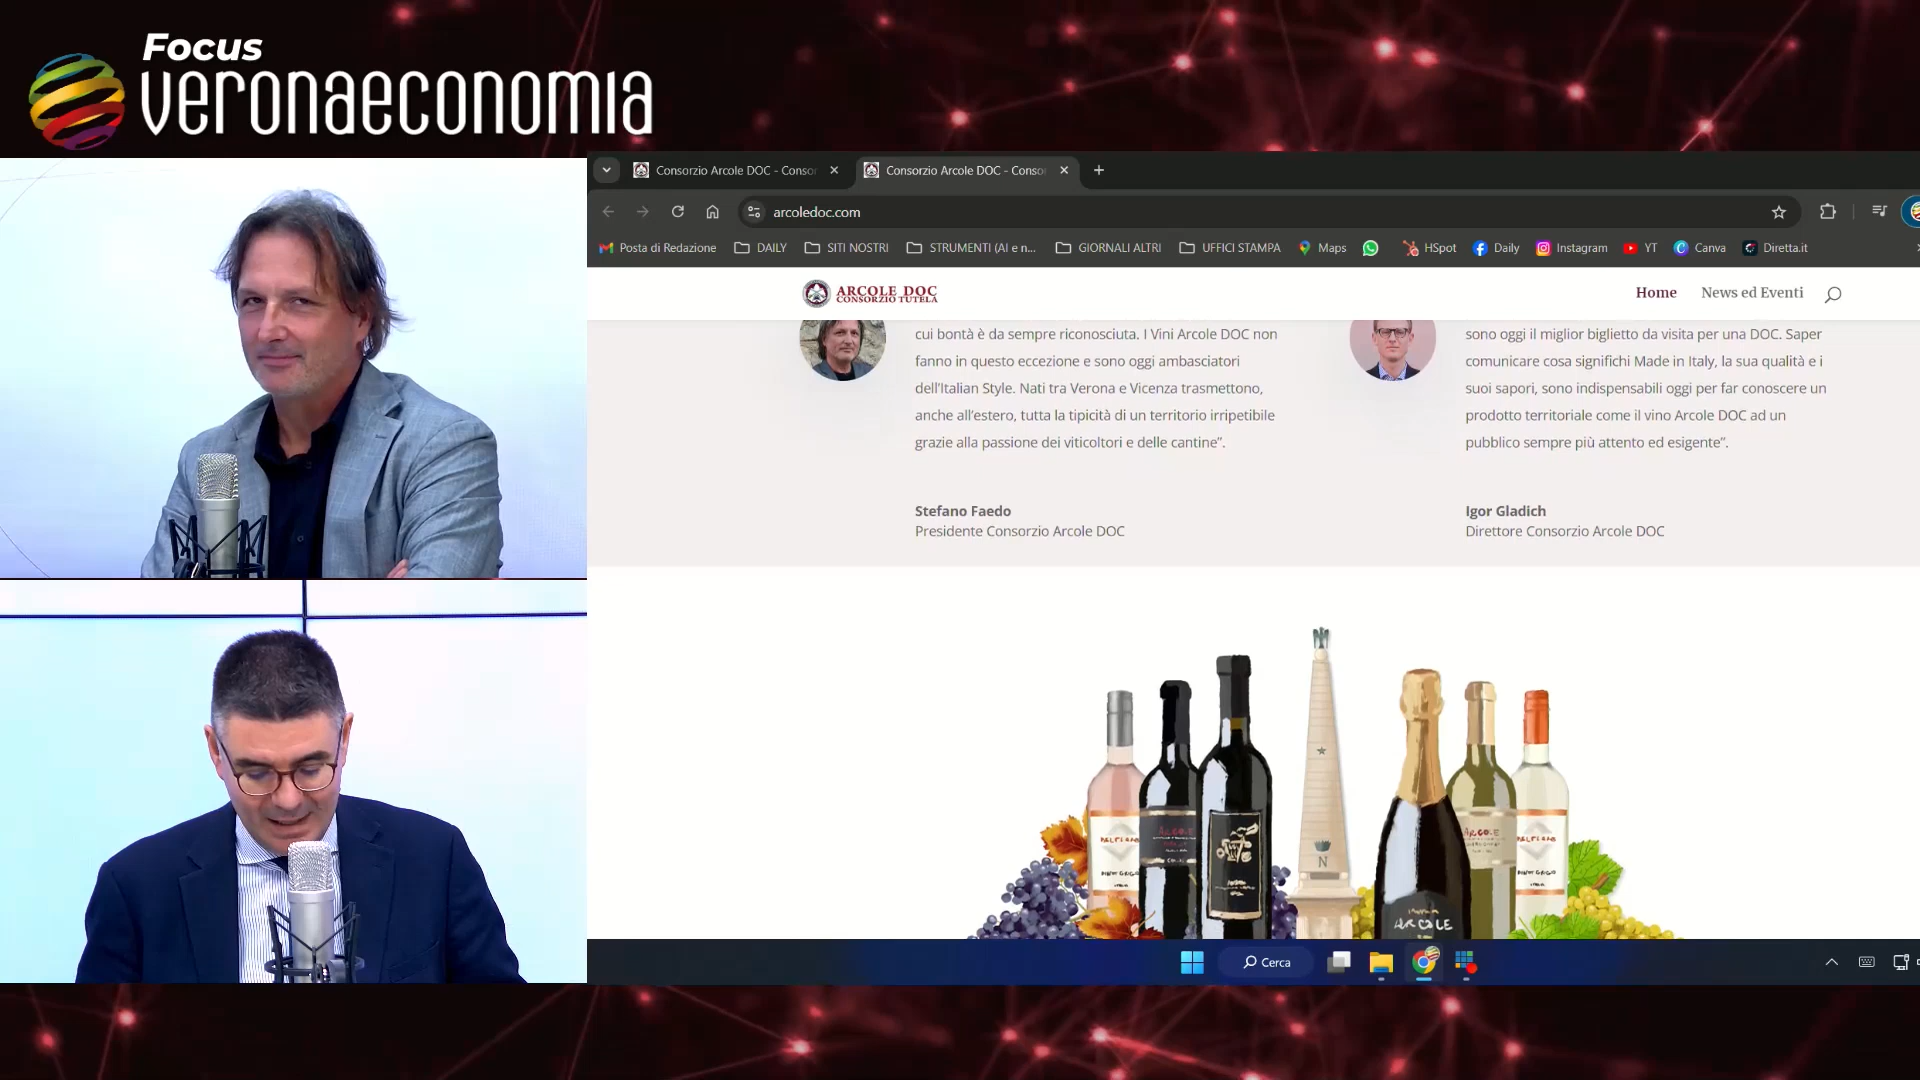 Focus
veronaeconomia
Consorzio Arcole DOC - Consor
Consorzio Arcole DOC - Consor
arcoledoc.com
Posta di Redazione
DAILY
SITI NOSTRI
STRUMENTI (AI e n...
GIORNALI ALTRI
UFFICI STAMPA
Maps
HSpot
Daily
Instagram
YT
Canva
Diretta.it
ARCOLE DOC
CONSORZIO TUTELA
Home
News ed Eventi
cui bontà è da sempre riconosciuta. I Vini Arcole DOC non
fanno in questo eccezione e sono oggi ambasciatori
dell'Italian Style. Nati tra Verona e Vicenza trasmettono,
anche all'estero, tutta la tipicità di un territorio irripetibile
grazie alla passione dei viticoltori e delle cantine”.
Stefano Faedo
Presidente Consorzio Arcole DOC
sono oggi il miglior biglietto da visita per una DOC. Saper
comunicare cosa significhi Made in Italy, la sua qualità e i
suoi sapori, sono indispensabili oggi per far conoscere un
prodotto territoriale come il vino Arcole DOC ad un
pubblico sempre più attento ed esigente”.
Igor Gladich
Direttore Consorzio Arcole DOC
ARCOLE
PINOT GRIGIO
N
ARCOLE
ARCOLE
PINOT GRIGIO
Cerca